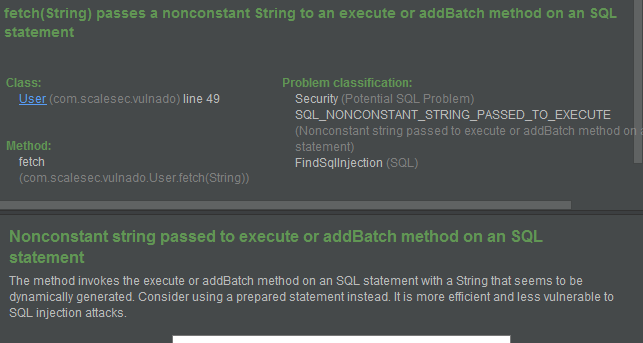 fetch(String) passes a nonconstant String to an execute or addBatch method on an SQL
statement
Class:
User (com.scalesec.vulnado) line 49
Method:
fetch
(com.scalesec.vulnado.User.fetch(String))
Problem classification:
Security (Potential SQL Problem)
SQL_NONCONSTANT_STRING_PASSED_TO_EXECUTE
(Nonconstant string passed to execute or addBatch method on a
statement)
FindSqlInjection (SQL)
Nonconstant string passed to execute or addBatch method on an SQL
statement
The method invokes the execute or addBatch method on an SQL statement with a String that seems to be
dynamically generated. Consider using a prepared statement instead. It is more efficient and less vulnerable to
SQL injection attacks.